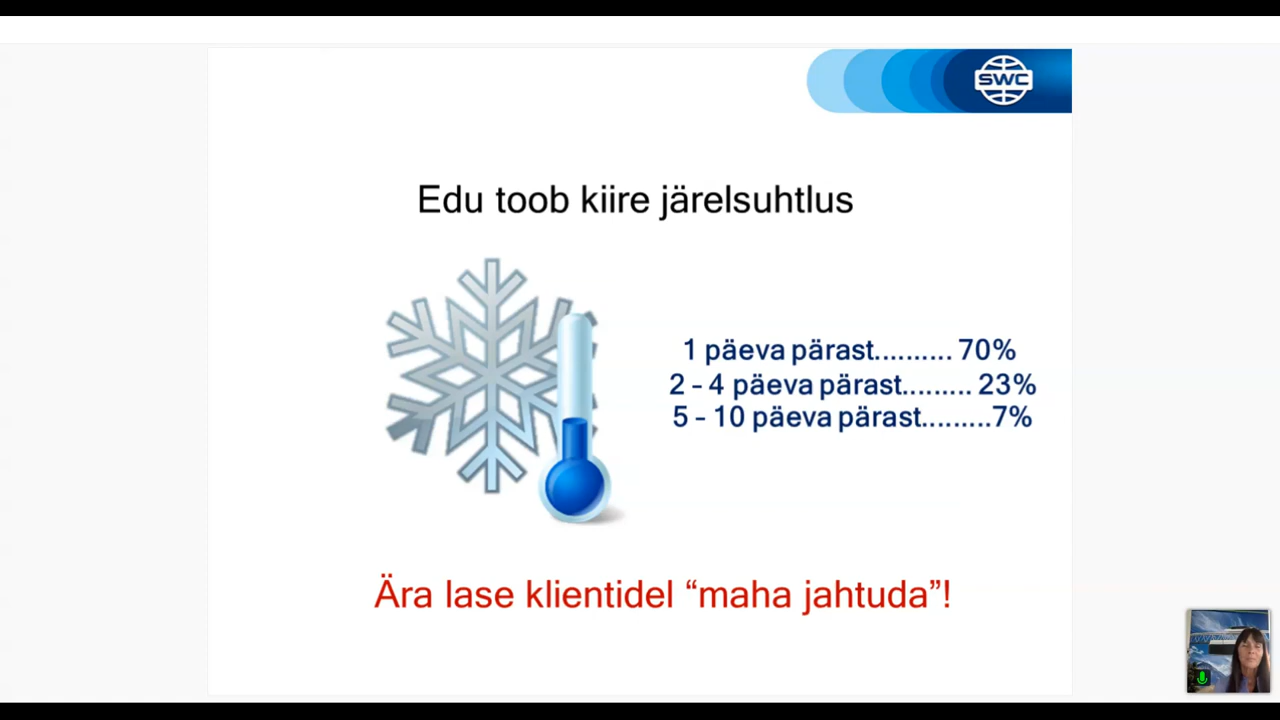 SWC
Edu toob kiire järelsuhtlus
1 päeva pärast.......... 70%
2 – 4 päeva pärast......... 23%
5 – 10 päeva pärast.........7%
Ära lase klientidel “maha jahtuda”!